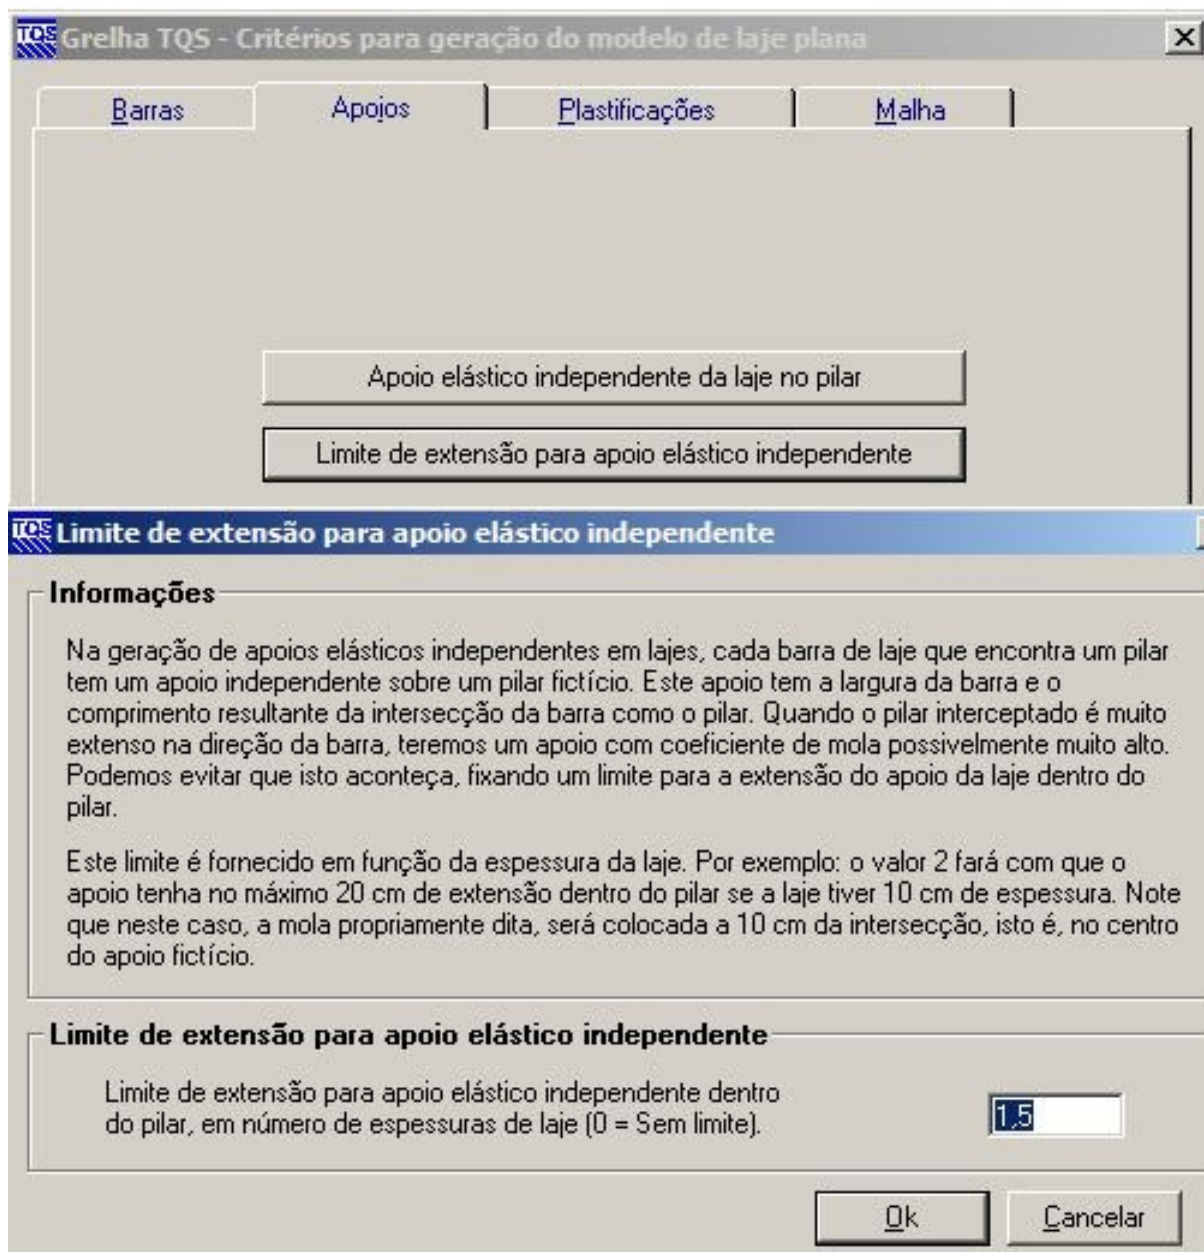 TQS Grelha TQS - Critérios para geração do modelo de laje plana
Barras Apoios Plastificações Malha
Apoio elástico independente da laje no pilar
Limite de extensão para apoio elástico independente
TQS Limite de extensão para apoio elástico independente
Informações
Na geração de apoios elásticos independentes em lajes, cada barra de laje que encontra um pilar
tem um apoio independente sobre um pilar fictício. Este apoio tem a largura da barra e o
comprimento resultante da intersecção da barra como o pilar. Quando o pilar interceptado é muito
extenso na direção da barra, teremos um apoio com coeficiente de mola possivelmente muito alto.
Podemos evitar que isto aconteça, fixando um limite para a extensão do apoio da laje dentro do
pilar.
Este limite é fornecido em função da espessura da laje. Por exemplo: o valor 2 fará com que o
apoio tenha no máximo 20 cm de extensão dentro do pilar se a laje tiver 10 cm de espessura. Note
que neste caso, a mola propriamente dita, será colocada a 10 cm da intersecção, isto é, no centro
do apoio fictício.
Limite de extensão para apoio elástico independente
Limite de extensão para apoio elástico independente dentro
do pilar, em número de espessuras de laje (0 = Sem limite).
1,5
Ok Cancelar